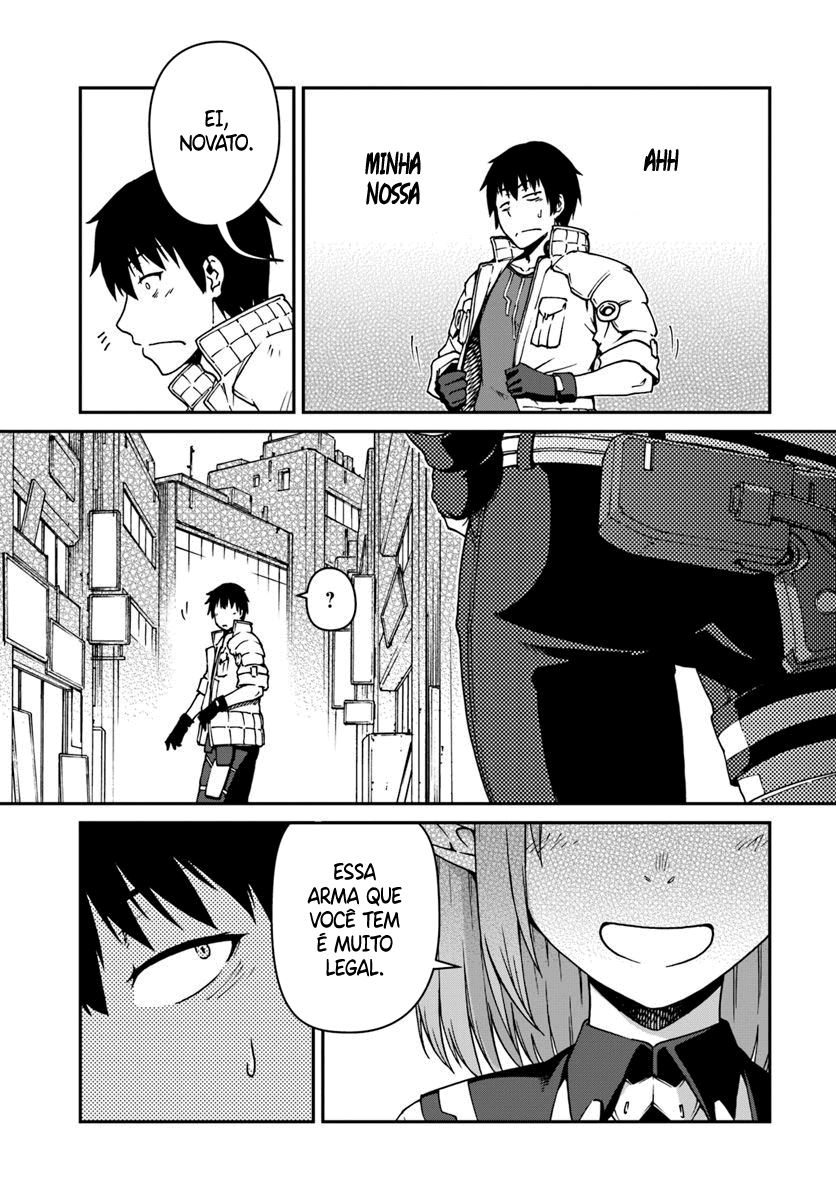 AHH
MINHA
NOSSA
EI,
NOVATO.
?
ESSA
ARMA QUE
VOCÊ TEM
É MUITO
LEGAL.